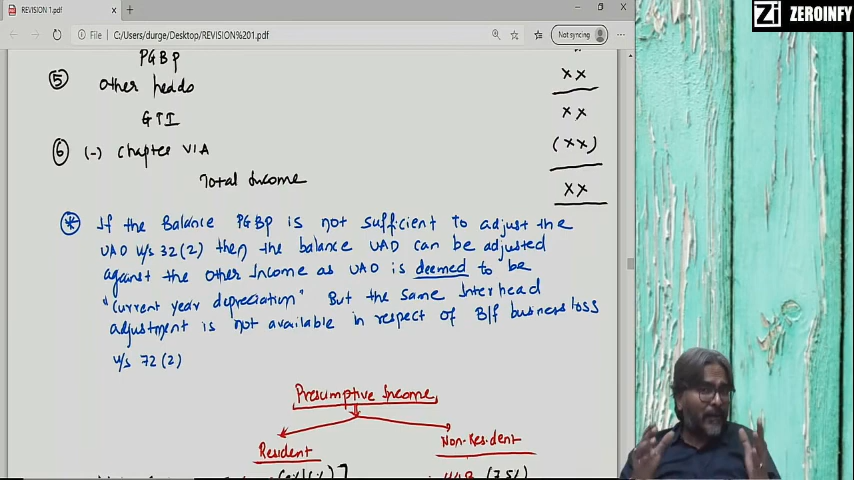 REVISION 1.pdf
ZEROINFY
File
C:/Users/durge/Desktop/REVISION%201.pdf
Not syncing
PGBP
5 Other heads XX
GTI XX
6 (-) Chapter VIA (XX)
Total Income XX
* If the Balance PGBP is not sufficient to adjust the
UAD u/s 32(2) then the balance UAD can be adjusted
against the other Income as UAD is deemed to be
"current year depreciation" But the same Interhead
adjustment is not available in respect of B/f business loss
u/s 72(2)
Presumptive Income
Resident Non-Resident